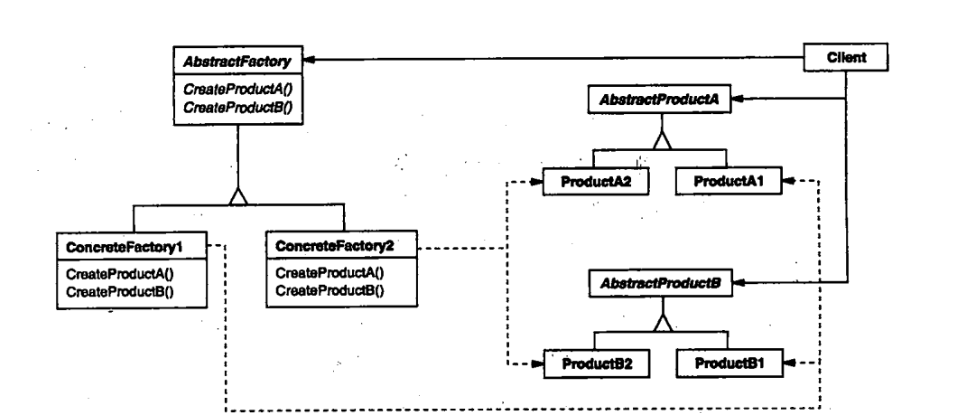 AbstractFactory
CreateProductA()
CreateProductB()
Client
AbstractProductA
ProductA2
ProductA1
ConcreteFactory1
CreateProductA()
CreateProductB()
ConcreteFactory2
CreateProductA()
CreateProductB()
AbstractProductB
ProductB2
ProductB1